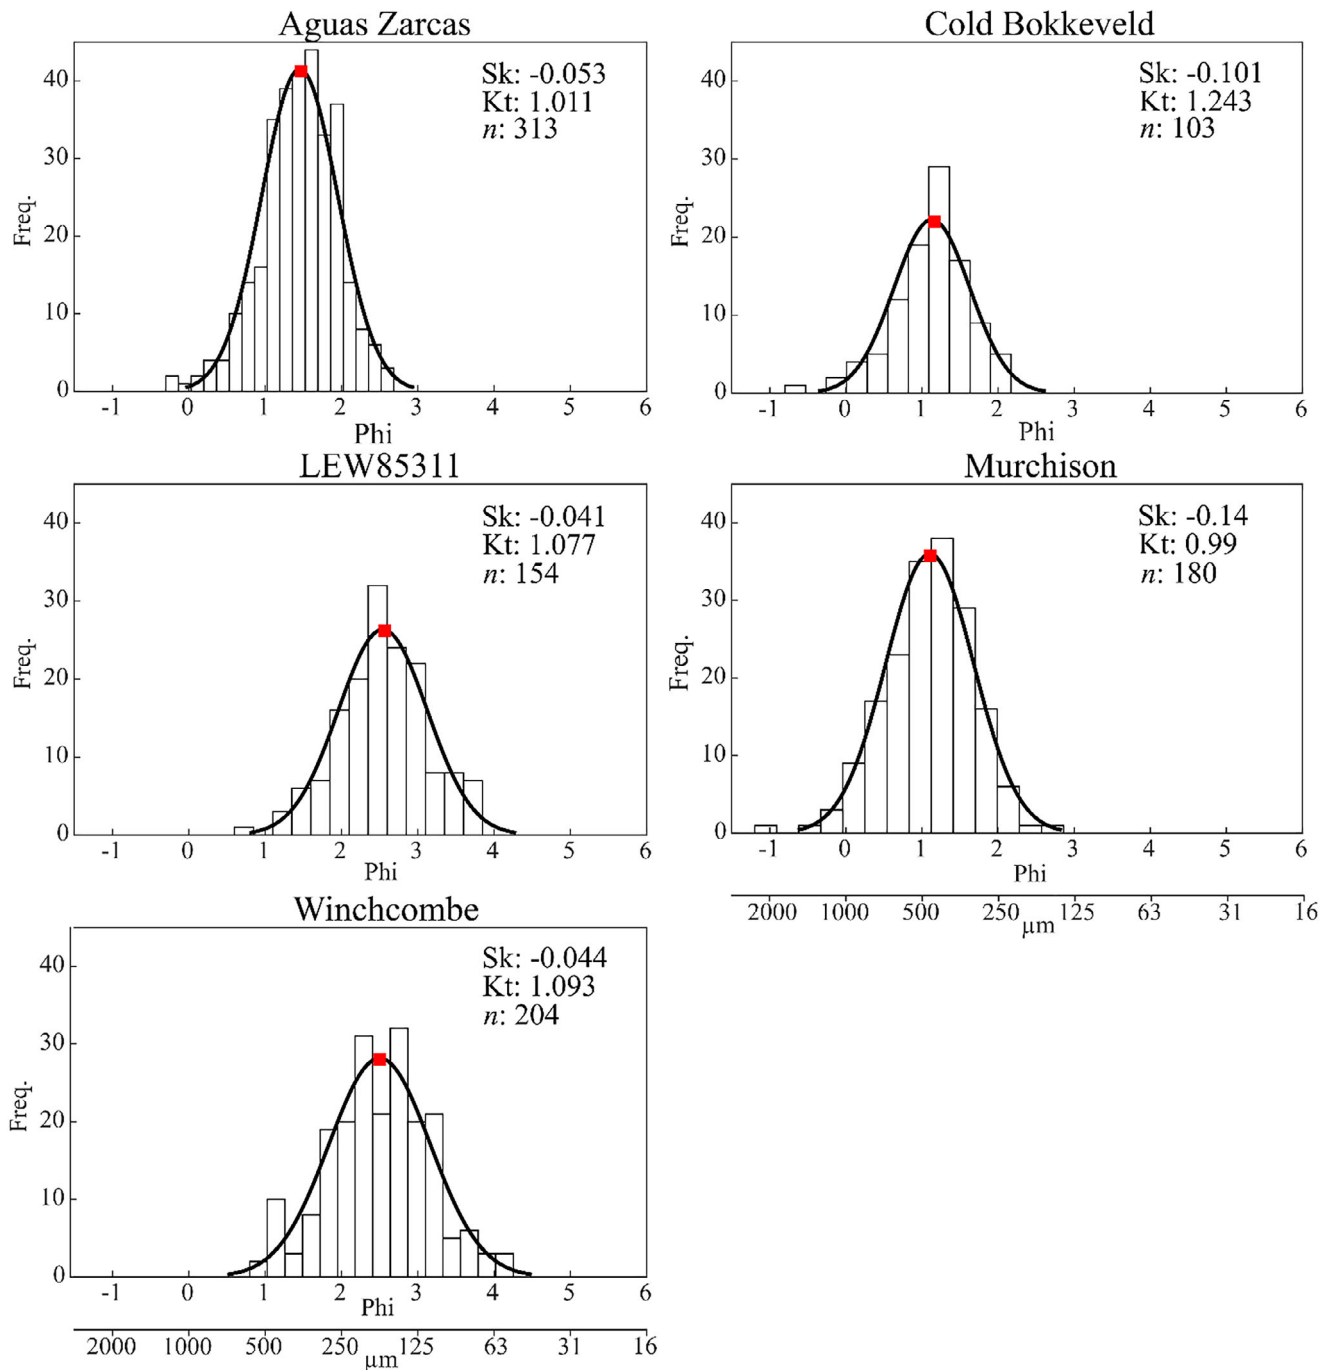 Aguas Zarcas
Sk: -0.053
Kt: 1.011
n: 313
Freq.
40
30
20
10
0
-1 0 1 2 3 4 5 6
Phi
Cold Bokkeveld
Sk: -0.101
Kt: 1.243
n: 103
Freq.
40
30
20
10
0
-1 0 1 2 3 4 5 6
Phi
LEW85311
Sk: -0.041
Kt: 1.077
n: 154
Freq.
40
30
20
10
0
-1 0 1 2 3 4 5 6
Phi
Murchison
Sk: -0.14
Kt: 0.99
n: 180
Freq.
40
30
20
10
0
-1 0 1 2 3 4 5 6
Phi
2000 1000 500 250 125 63 31 16
µm
Winchcombe
Sk: -0.044
Kt: 1.093
n: 204
Freq.
40
30
20
10
0
-1 0 1 2 3 4 5 6
Phi
2000 1000 500 250 125 63 31 16
µm